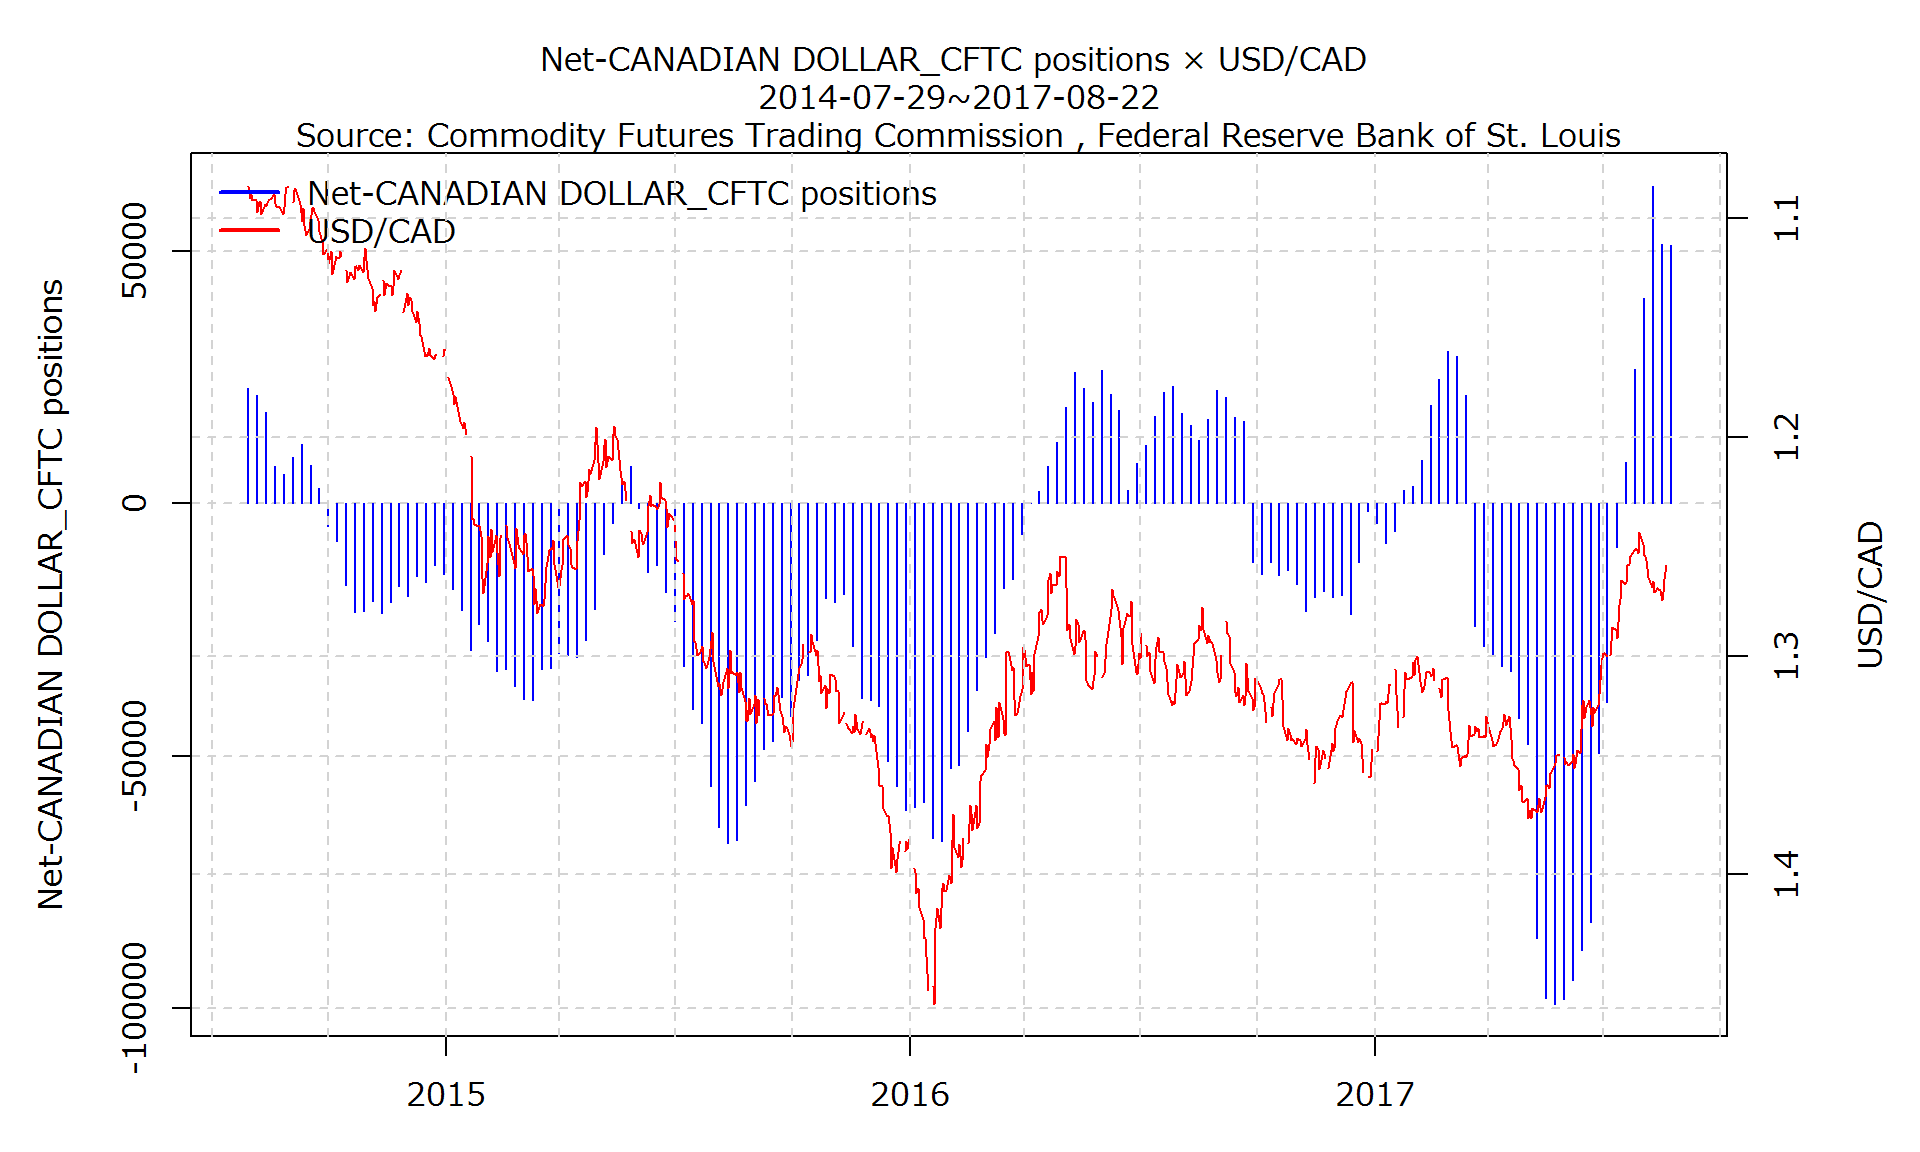 Net-CANADIAN DOLLAR_CFTC positions × USD/CAD
2014-07-29~2017-08-22
Source: Commodity Futures Trading Commission , Federal Reserve Bank of St. Louis
Net-CANADIAN DOLLAR_CFTC positions
USD/CAD
Net-CANADIAN DOLLAR_CFTC positions
50000
0
-50000
-100000
1.1
1.2
1.3
1.4
USD/CAD
2015
2016
2017